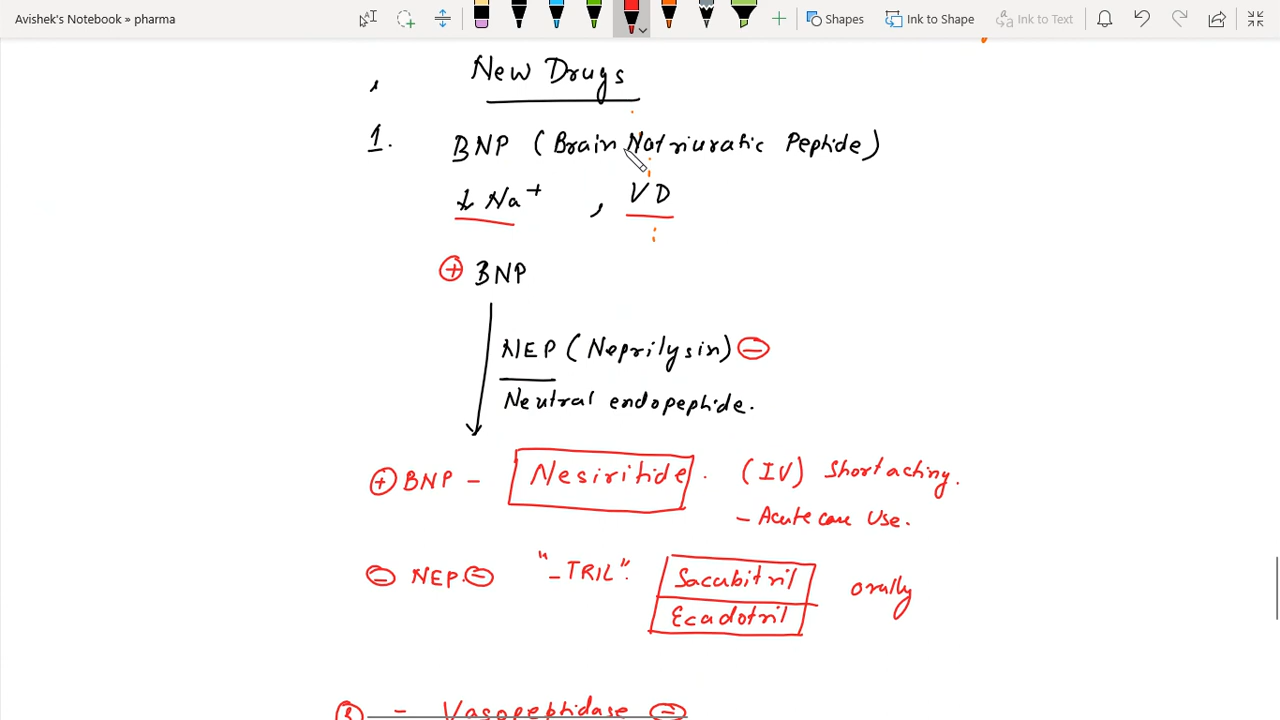 Avishek's Notebook » pharma
Shapes
Ink to Shape
Ink to Text
New Drugs
1. BNP (Brain Natriuratic Peptide)
↓ Na+ , VD
+ BNP
NEP (Neprilysin) -
Neutral endopeptide.
+ BNP - Nesiritide. (IV) Short acting.
- Acute care Use.
- NEP. - "-TRIL". Sacubitril orally
Ecadotril
3 - Vasopeptidase -